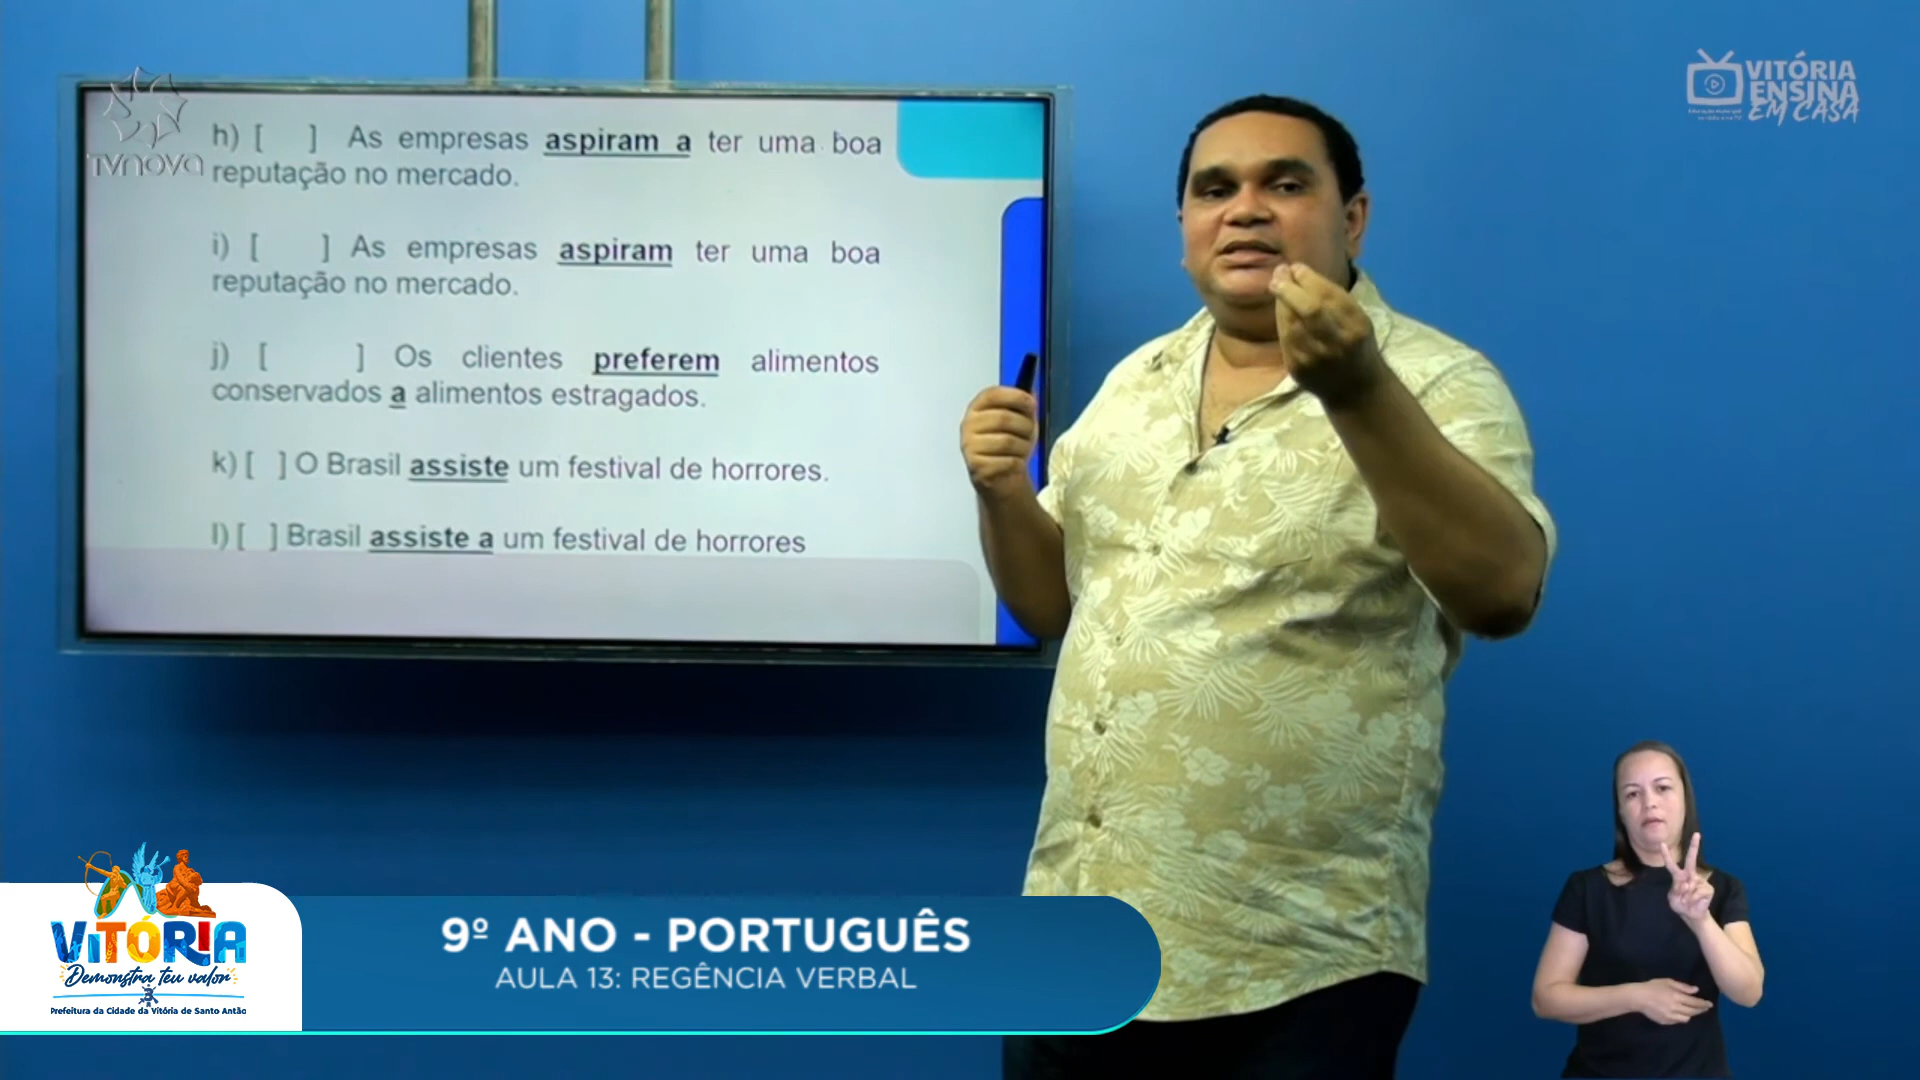 h) [ ] As empresas aspiram a ter uma boa
reputação no mercado.
i) [ ] As empresas aspiram ter uma boa
reputação no mercado.
j) [ ] Os clientes preferem alimentos
conservados a alimentos estragados.
k) [ ] O Brasil assiste um festival de horrores.
l) [ ] Brasil assiste a um festival de horrores
TVNOVA
VITÓRIA
ENSINA
EM CASA
VITÓRIA
Demonstra teu valor
Prefeitura da Cidade da Vitória de Santo Antão
9º ANO - PORTUGUÊS
AULA 13: REGÊNCIA VERBAL